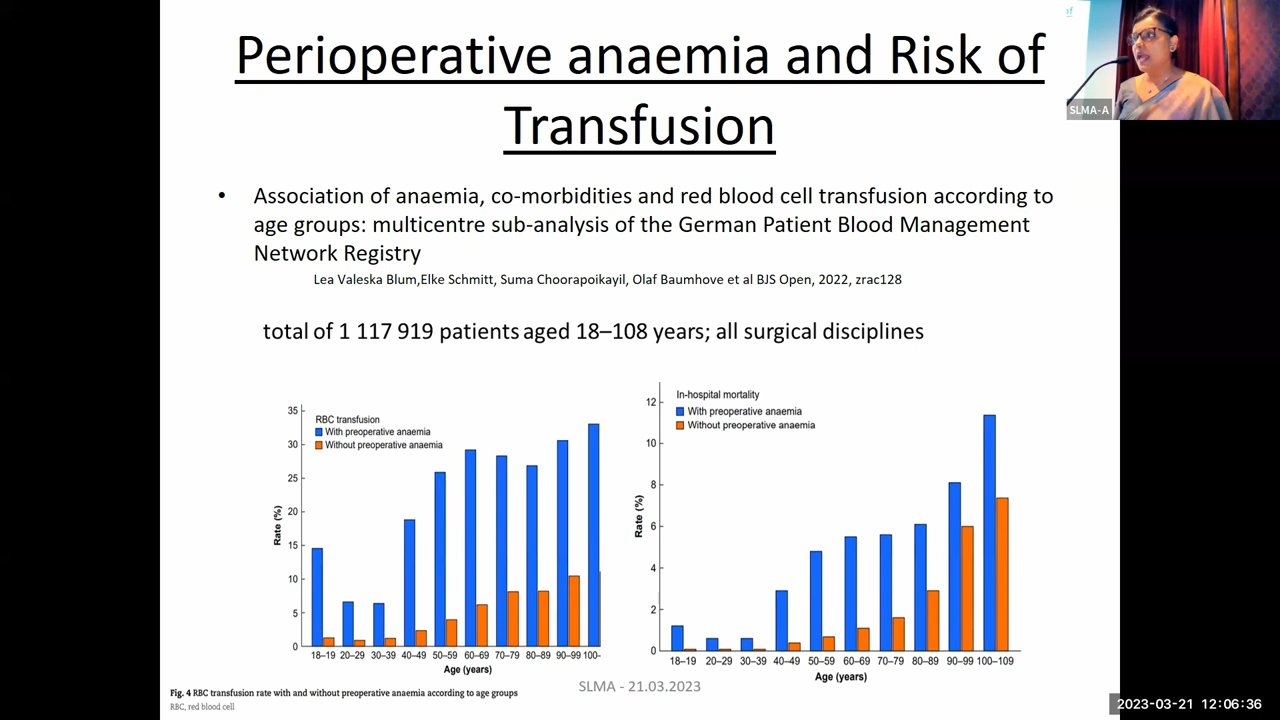 Perioperative anaemia and Risk of
Transfusion
• Association of anaemia, co-morbidities and red blood cell transfusion according to
age groups: multicentre sub-analysis of the German Patient Blood Management
Network Registry
Lea Valeska Blum,Elke Schmitt, Suma Choorapoikayil, Olaf Baumhove et al BJS Open, 2022, zrac128
total of 1 117 919 patients aged 18–108 years; all surgical disciplines
RBC transfusion
With preoperative anaemia
Without preoperative anaemia
35
30
25
20
15
10
5
0
Rate (%)
18–19 20–29 30–39 40–49 50–59 60–69 70–79 80–89 90–99 100-
Age (years)
In-hospital mortality
With preoperative anaemia
Without preoperative anaemia
12
10
8
6
4
2
0
Rate (%)
18–19 20–29 30–39 40–49 50–59 60–69 70–79 80–89 90–99 100–109
Age (years)
Fig. 4 RBC transfusion rate with and without preoperative anaemia according to age groups
RBC, red blood cell
SLMA - 21.03.2023
of
SLMA-A
2023-03-21 12:06:36